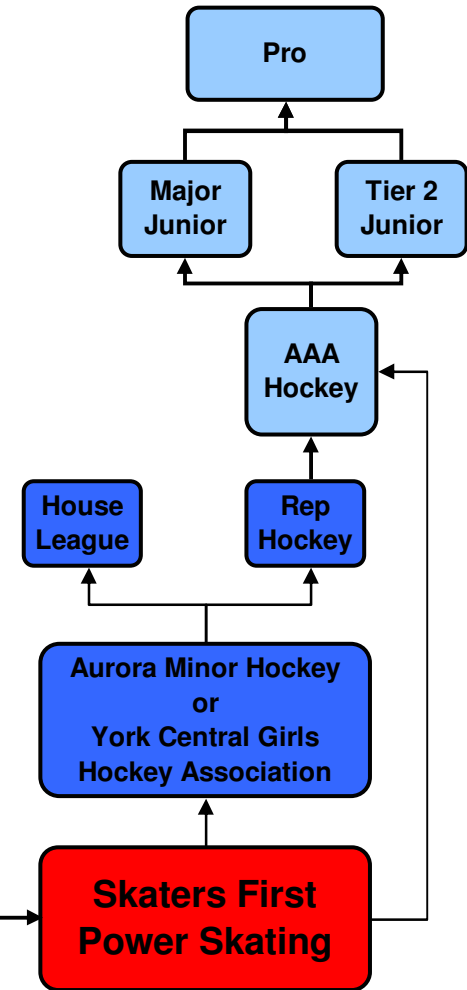 Pro
Major
Junior
Tier 2
Junior
AAA
Hockey
House
League
Rep
Hockey
Aurora Minor Hockey
or
York Central Girls
Hockey Association
Skaters First
Power Skating